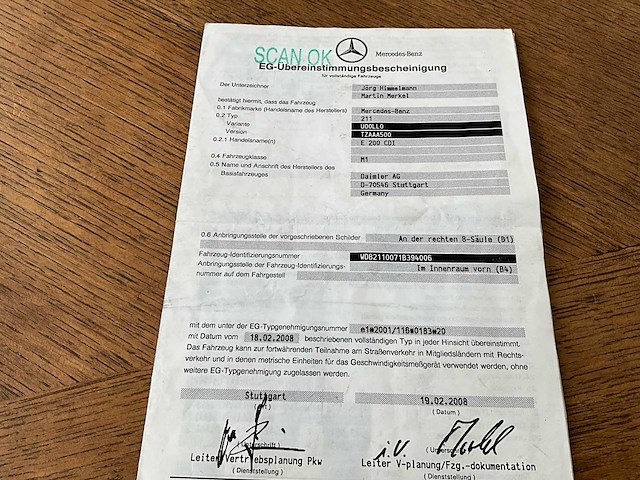 SCAN OK
Mercedes-Benz
EG-Übereinstimmungsbescheinigung
für vollständige Fahrzeuge
Der Unterzeichner Jörg Himmelmann
Martin Merkel
bestätigt hiermit, dass das Fahrzeug
0.1 Fabrikmarke (Handelsname des Herstellers) Mercedes-Benz
0.2 Typ 211
Variante U0OLL0
Version TZAAA500
0.2.1 Handelsname(n) E 200 CDI
0.4 Fahrzeugklasse M1
0.5 Name und Anschrift des Herstellers des Daimler AG
Basisfahrzeuges D-70546 Stuttgart
Germany
0.6 Anbringungsstelle der vorgeschriebenen Schilder An der rechten B-Säule (B1)
Fahrzeug-Identifizierungsnummer WDB2110071B394006
Anbringungsstelle der Fahrzeug-Identifizierungs- Im Innenraum vorn (B4)
nummer auf dem Fahrgestell
mit dem unter der EG-Typgenehmigungsnummer e1*2001/116*0183*20
mit Datum vom 18.02.2008 beschriebenen vollständigen Typ in jeder Hinsicht übereinstimmt.
Das Fahrzeug kann zur fortwährenden Teilnahme am Straßenverkehr in Mitgliedsländern mit Rechts-
verkehr und in denen metrische Einheiten für das Geschwindigkeitsmeßgerät verwendet werden, ohne
weitere EG-Typgenehmigung zugelassen werden.
Stuttgart 19.02.2008
(Ort) (Datum)
i.V.
(Unterschrift) (Unterschrift)
Leiter Vertriebsplanung Pkw Leiter V-planung/Fzg.-dokumentation
(Dienststellung) (Dienststellung)